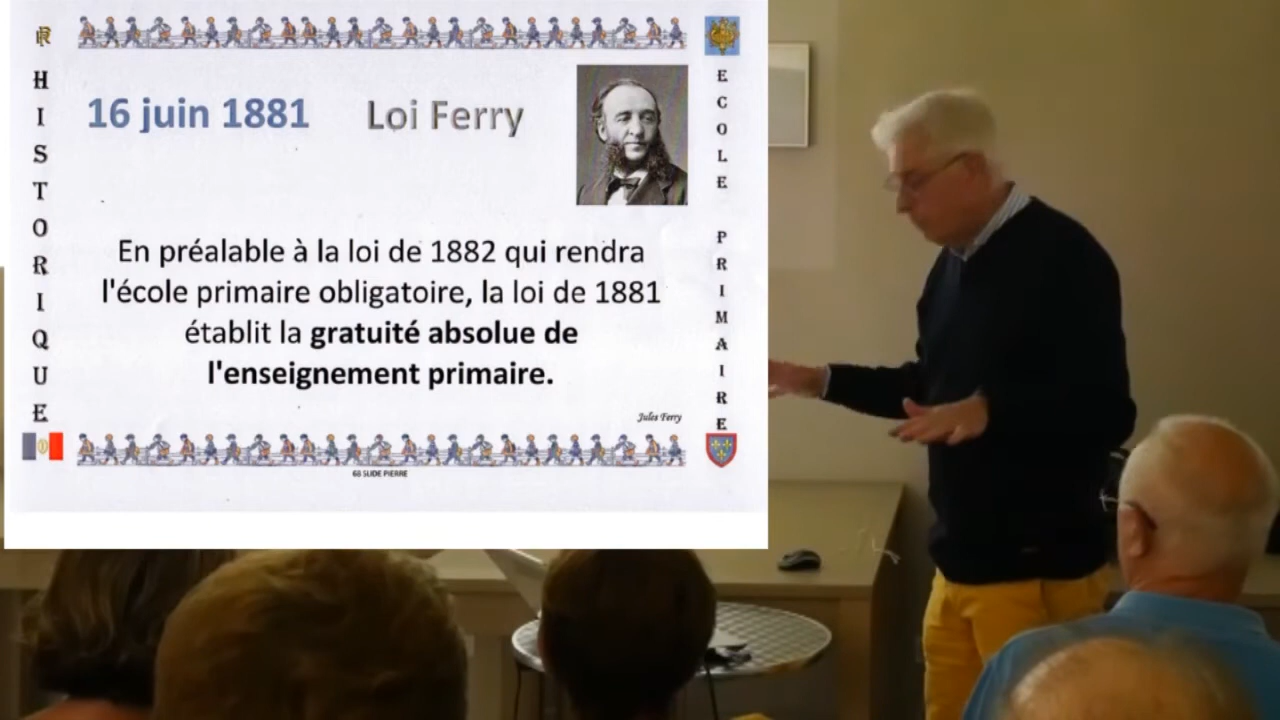 RF
HISTORIQUE
16 juin 1881 Loi Ferry
En préalable à la loi de 1882 qui rendra
l'école primaire obligatoire, la loi de 1881
établit la gratuité absolue de
l'enseignement primaire.
Jules Ferry
68 SLIDE PIERRE
ECOLE PRIMAIRE